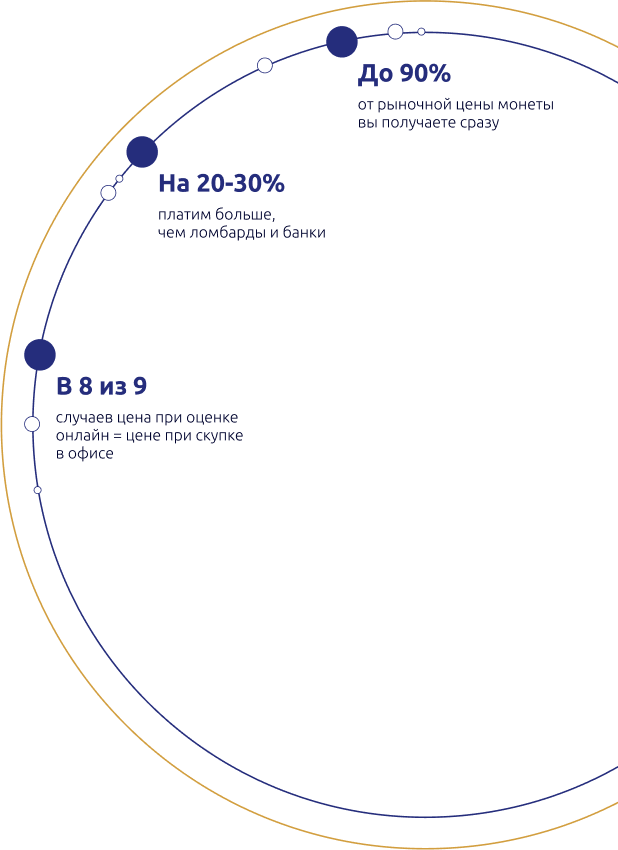 До 90%
от рыночной цены монеты
вы получаете сразу
На 20-30%
платим больше,
чем ломбарды и банки
В 8 из 9
случаев цена при оценке
онлайн = цене при скупке
в офисе